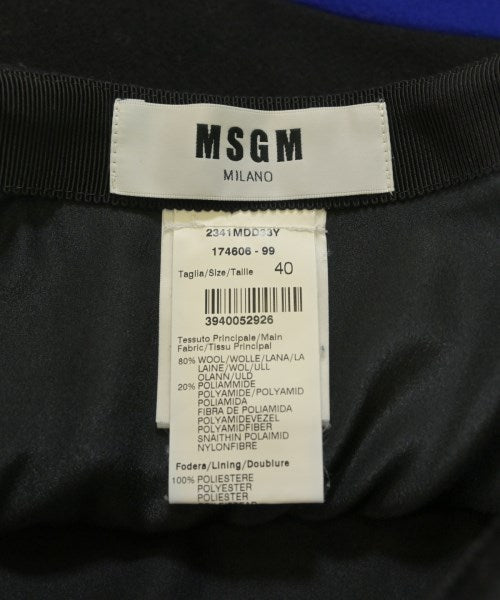 MSGM
MILANO
2341MDD33Y
174606 - 99
Taglia/Size/Taille 40
3940052926
Tessuto Principale/Main
Fabric/Tissu Principal
80% WOOL/WOLLE/LANA/LA
LAINE/WOL/ULL
OLANN/ULD
20% POLIAMMIDE
POLYAMIDE/POLYAMID
POLIAMIDA
FIBRA DE POLIAMIDA
POLYAMIDEVEZEL
POLYAMIDFIBER
SNAITHIN POLAIMID
NYLONFIBRE
Fodera/Lining/Doublure
100% POLIESTERE
POLYESTER
POLIESTER